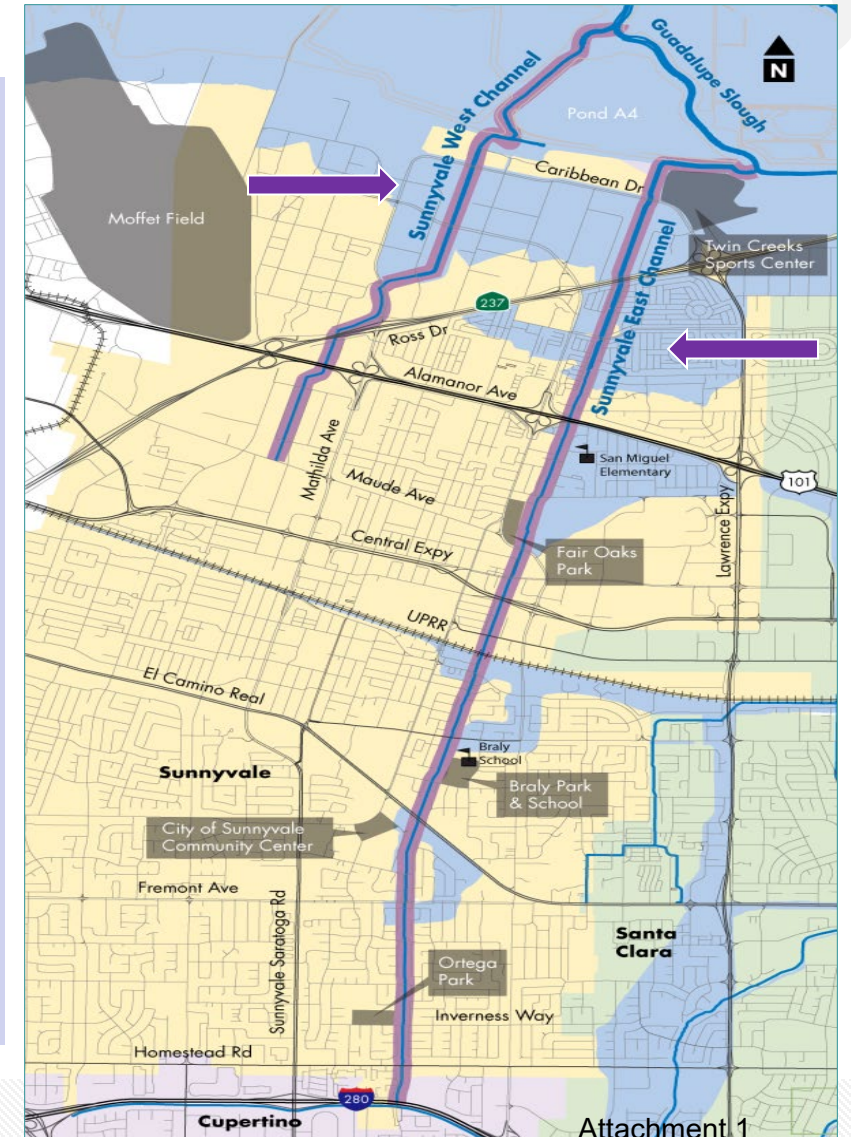 Guadalupe Slough
N
Sunnyvale West Channel
Pond A4
Caribbean Dr
Moffet Field
Twin Creeks
Sports Center
237
Sunnyvale East Channel
Ross Dr
Alamanor Ave
Mathilda Ave
San Miguel
Elementary
101
Maude Ave
Lawrence Expy
Central Expy
Fair Oaks
Park
UPRR
El Camino Real
Braly
School
Sunnyvale
Braly Park
& School
City of Sunnyvale
Community Center
Fremont Ave
Sunnyvale Saratoga Rd
Santa
Clara
Ortega
Park
Inverness Way
Homestead Rd
280
Cupertino
Attachment 1